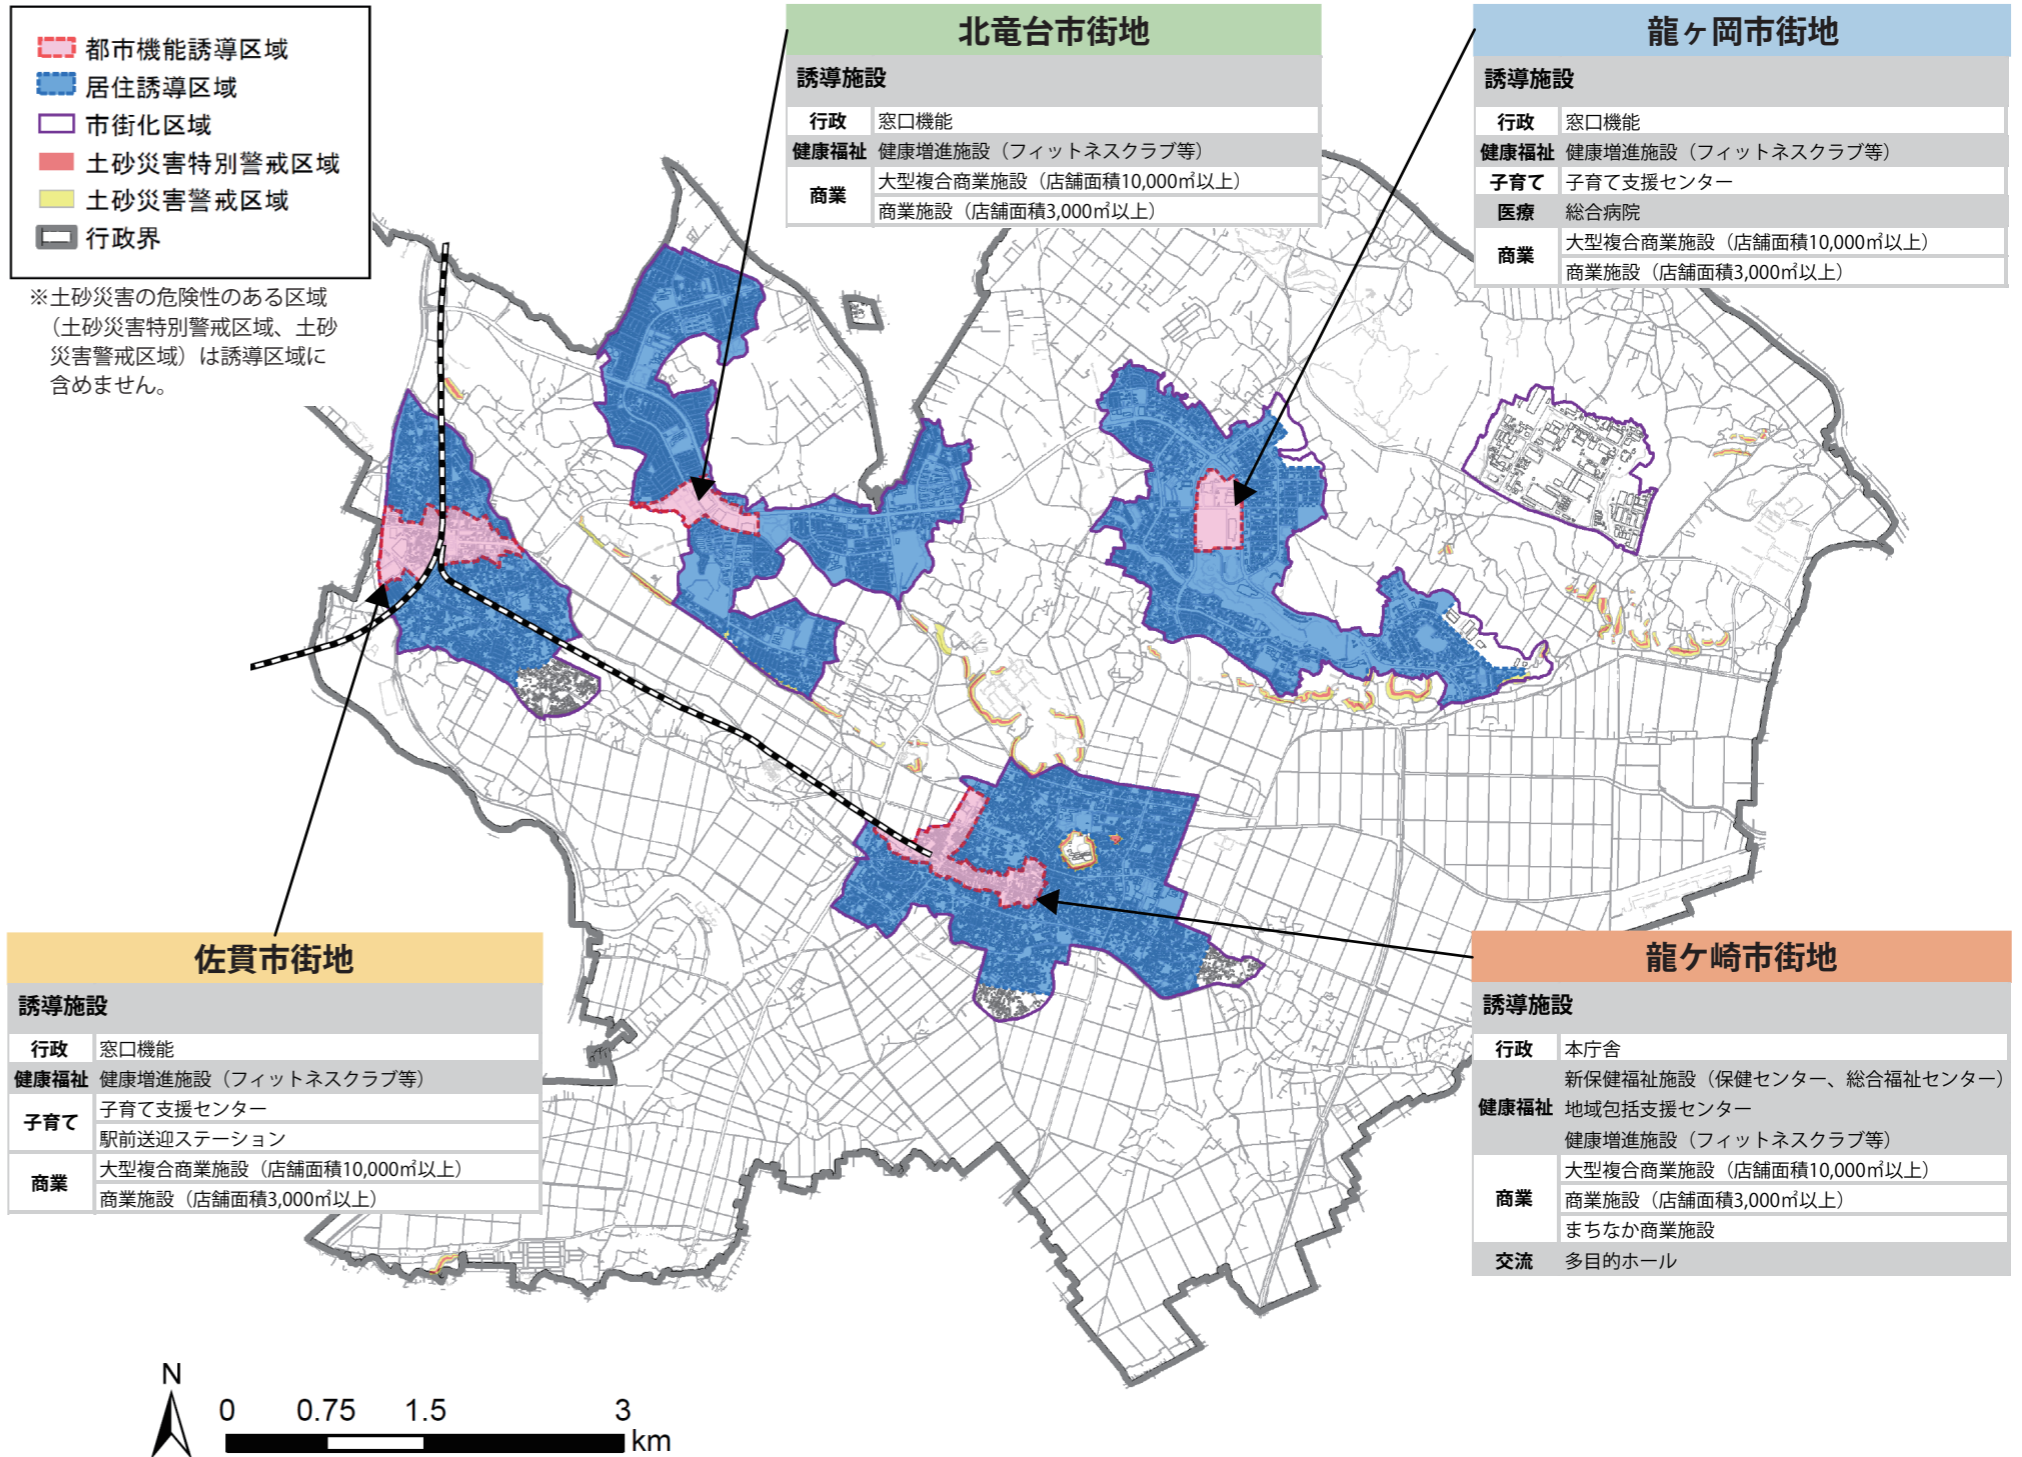 都市機能誘導区域
居住誘導区域
市街化区域
土砂災害特別警戒区域
土砂災害警戒区域
行政界
※土砂災害の危険性のある区域
（土砂災害特別警戒区域、土砂
災害警戒区域）は誘導区域に
含めません。
北竜台市街地
誘導施設
行政 窓口機能
健康福祉 健康増進施設（フィットネスクラブ等）
商業 大型複合商業施設（店舗面積10,000㎡以上）
商業施設（店舗面積3,000㎡以上）
龍ヶ岡市街地
誘導施設
行政 窓口機能
健康福祉 健康増進施設（フィットネスクラブ等）
子育て 子育て支援センター
医療 総合病院
商業 大型複合商業施設（店舗面積10,000㎡以上）
商業施設（店舗面積3,000㎡以上）
佐貫市街地
誘導施設
行政 窓口機能
健康福祉 健康増進施設（フィットネスクラブ等）
子育て 子育て支援センター
駅前送迎ステーション
商業 大型複合商業施設（店舗面積10,000㎡以上）
商業施設（店舗面積3,000㎡以上）
龍ケ崎市街地
誘導施設
行政 本庁舎
健康福祉 新保健福祉施設（保健センター、総合福祉センター）
地域包括支援センター
健康増進施設（フィットネスクラブ等）
商業 大型複合商業施設（店舗面積10,000㎡以上）
商業施設（店舗面積3,000㎡以上）
まちなか商業施設
交流 多目的ホール
N
0 0.75 1.5 3
km